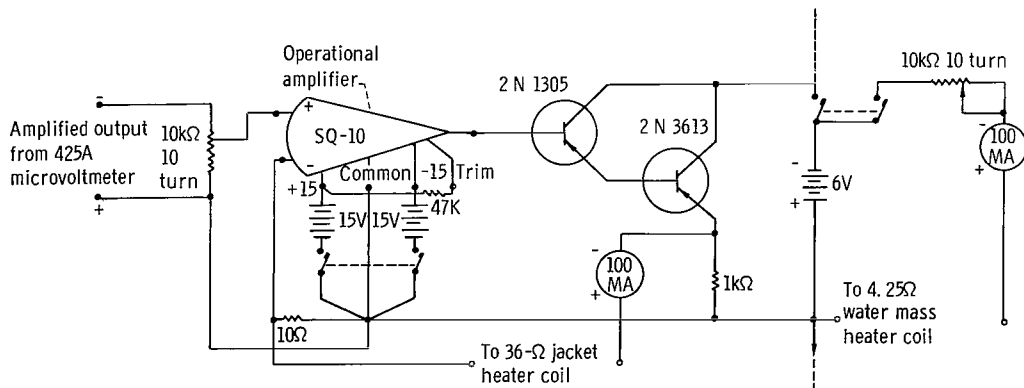 Operational
amplifier
2 N 1305
2 N 3613
10kΩ 10 turn
-
Amplified output
from 425A
microvoltmeter
+
10kΩ
10
turn
+
SQ-10
-
+15
Common
-15
Trim
47K
15V
15V
-
6V
+
-
100
MA
+
-
100
MA
+
1kΩ
10Ω
To 4.25Ω
water mass
heater coil
To 36-Ω jacket
heater coil